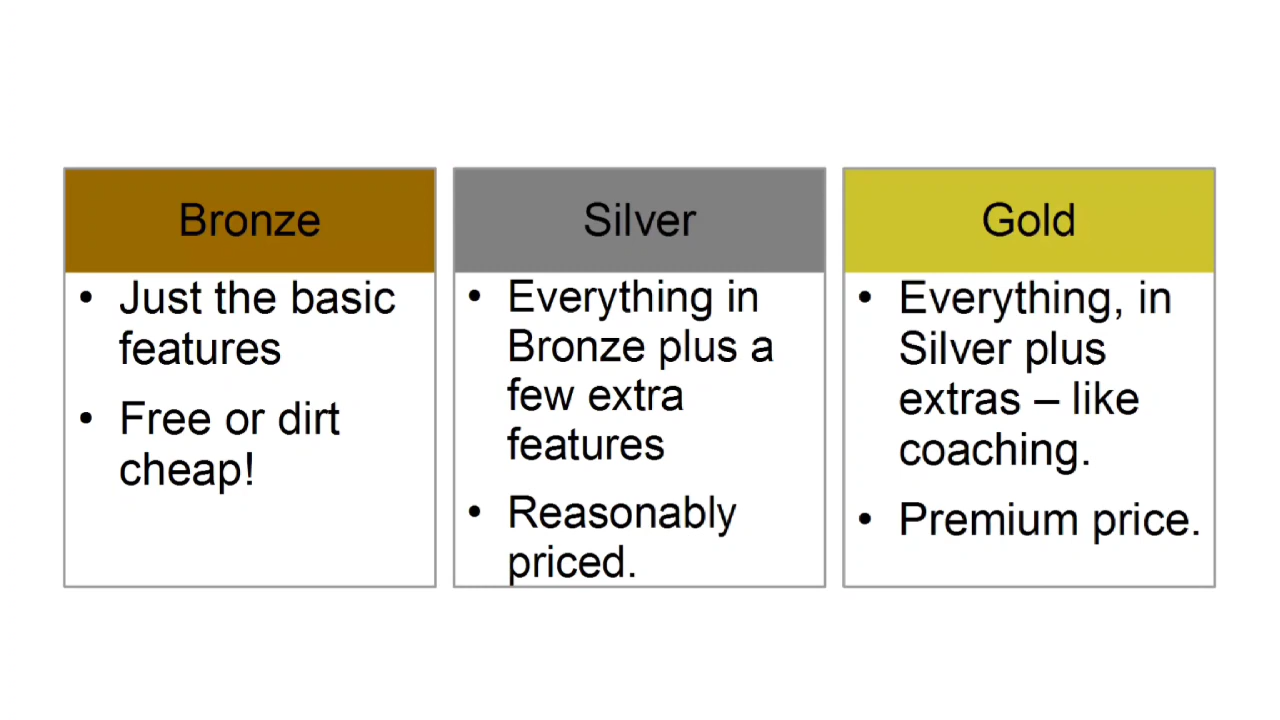 Bronze
• Just the basic
features
• Free or dirt
cheap!
Silver
• Everything in
Bronze plus a
few extra
features
• Reasonably
priced.
Gold
• Everything, in
Silver plus
extras – like
coaching.
• Premium price.